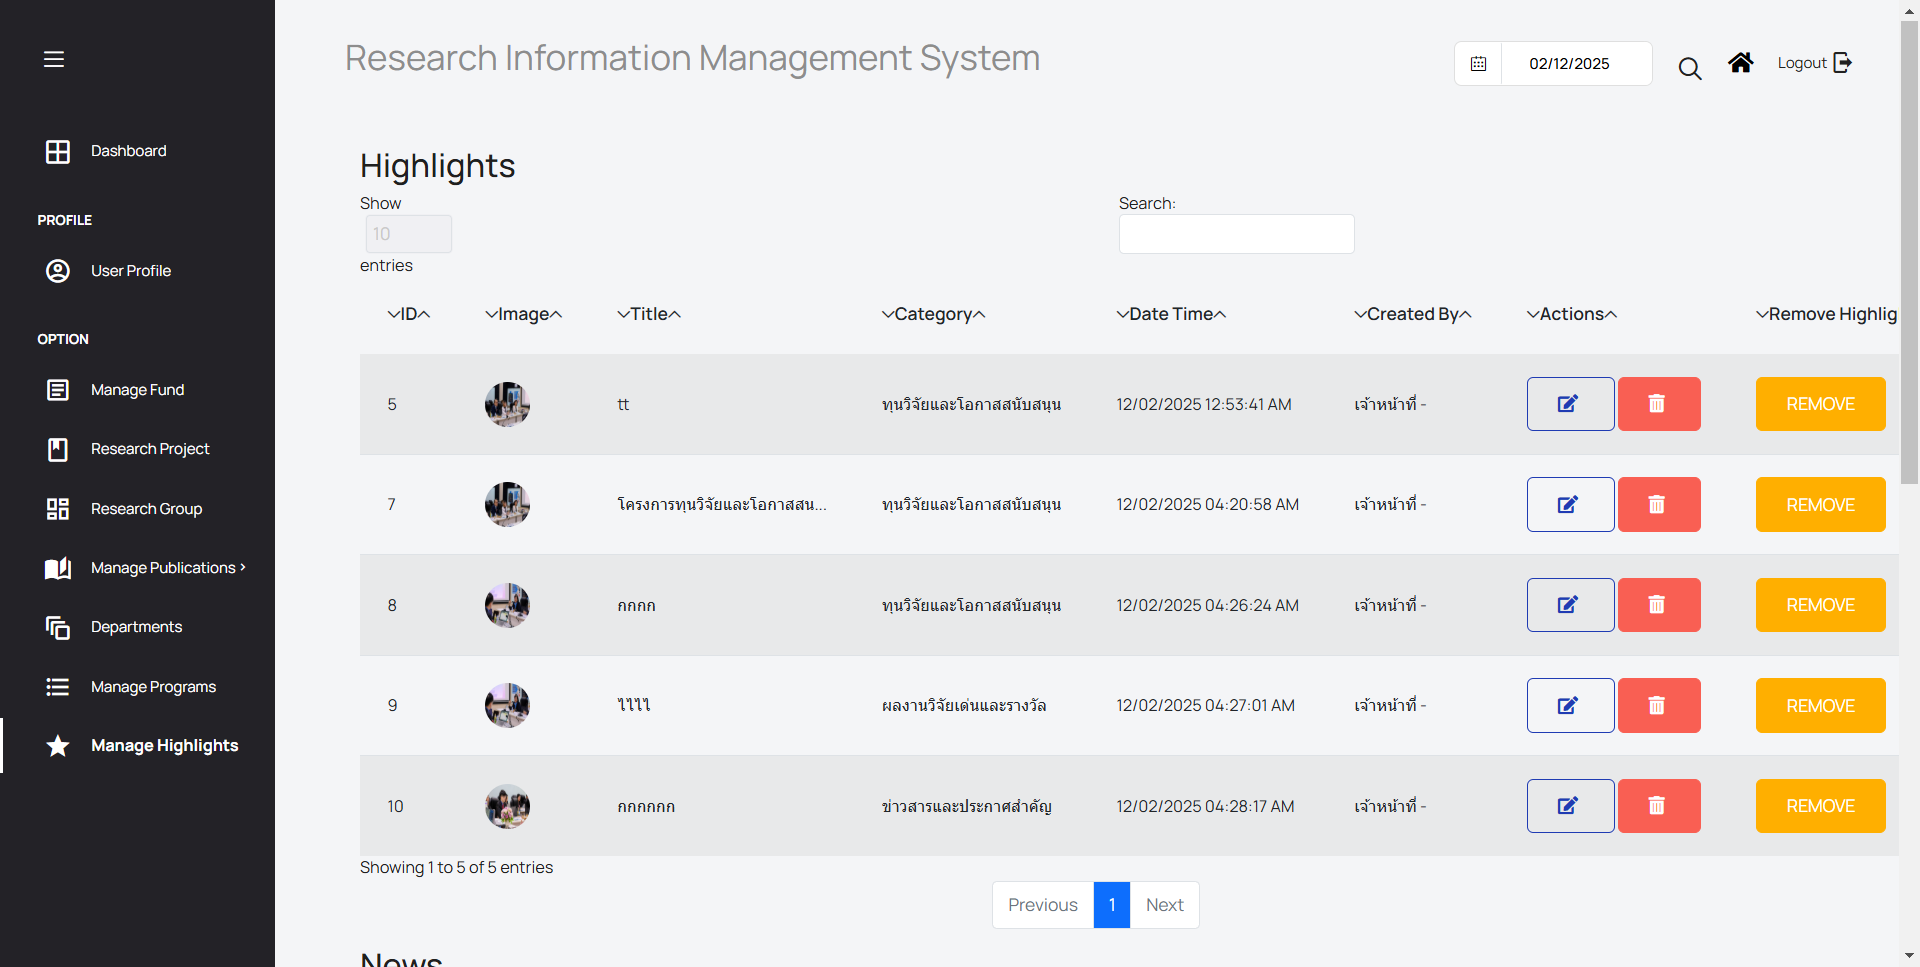 Research Information Management System
02/12/2025
Logout
Dashboard
PROFILE
User Profile
OPTION
Manage Fund
Research Project
Research Group
Manage Publications
Departments
Manage Programs
Manage Highlights
Highlights
Show
10
entries
Search:
ID Image Title Category Date Time Created By Actions Remove Highlig
5 tt ทุนวิจัยและโอกาสสนับสนุน 12/02/2025 12:53:41 AM เจ้าหน้าที่ - REMOVE
7 โครงการทุนวิจัยและโอกาสสน... ทุนวิจัยและโอกาสสนับสนุน 12/02/2025 04:20:58 AM เจ้าหน้าที่ - REMOVE
8 กกกก ทุนวิจัยและโอกาสสนับสนุน 12/02/2025 04:26:24 AM เจ้าหน้าที่ - REMOVE
9 ไไไไ ผลงานวิจัยเด่นและรางวัล 12/02/2025 04:27:01 AM เจ้าหน้าที่ - REMOVE
10 กกกกกก ข่าวสารและประกาศสำคัญ 12/02/2025 04:28:17 AM เจ้าหน้าที่ - REMOVE
Showing 1 to 5 of 5 entries
Previous 1 Next
News